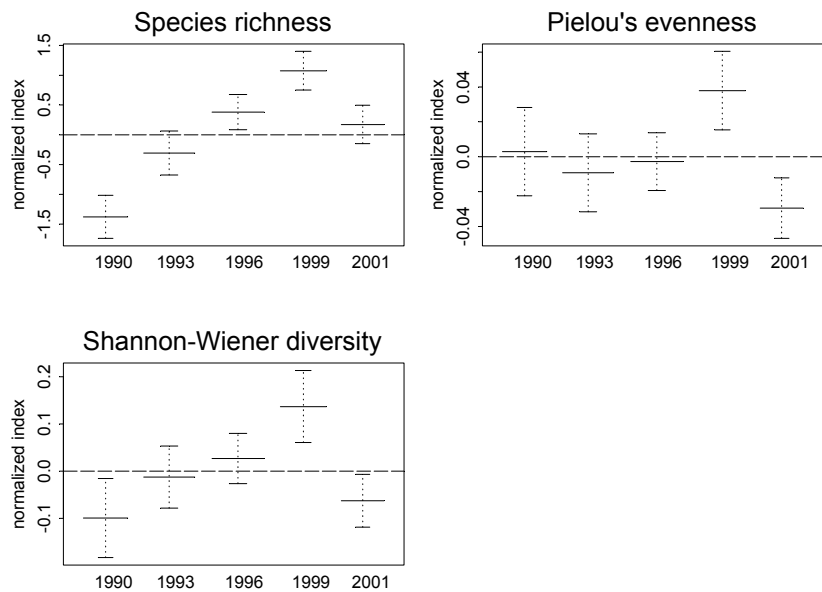 Species richness
normalized index
1.5
0.5
-0.5
-1.5
1990 1993 1996 1999 2001
Pielou's evenness
normalized index
0.04
0.0
-0.04
1990 1993 1996 1999 2001
Shannon-Wiener diversity
normalized index
0.2
0.1
0.0
-0.1
1990 1993 1996 1999 2001